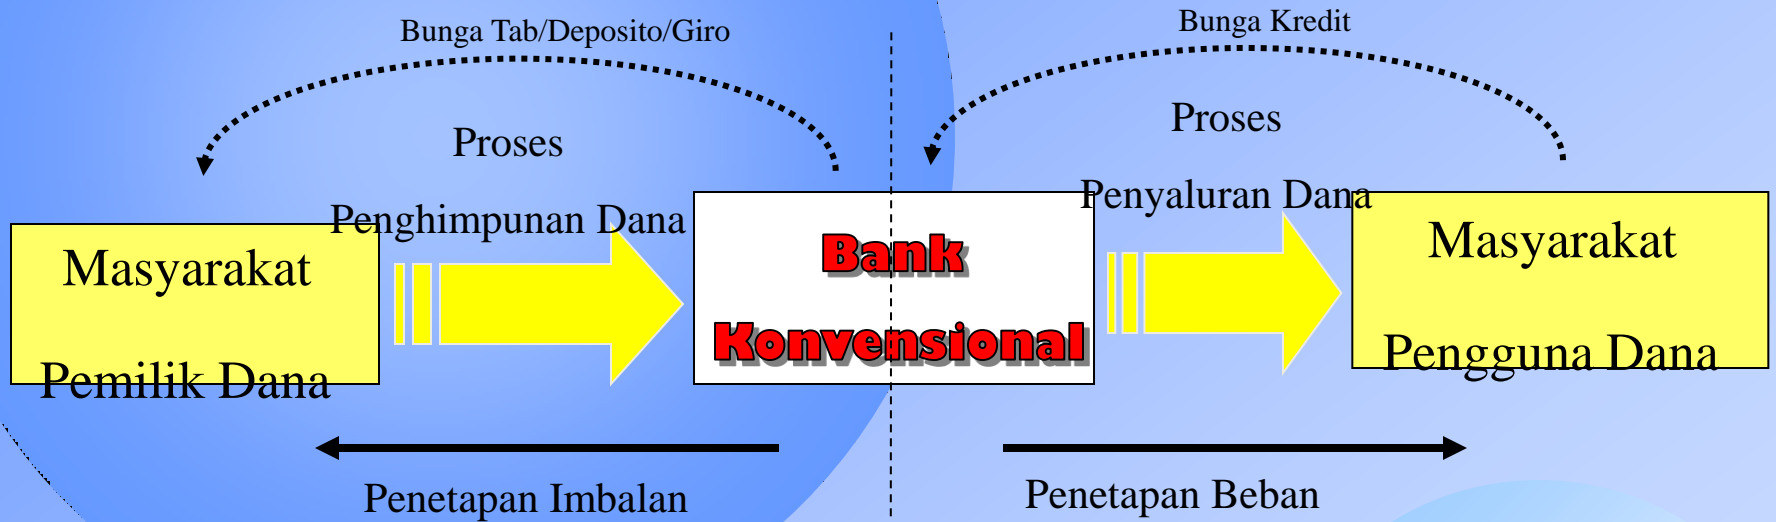 Bunga Tab/Deposito/Giro
Bunga Kredit
Proses
Penghimpunan Dana
Proses
Penyaluran Dana
Masyarakat
Pemilik Dana
Bank
Konvensional
Masyarakat
Pengguna Dana
Penetapan Imbalan
Penetapan Beban